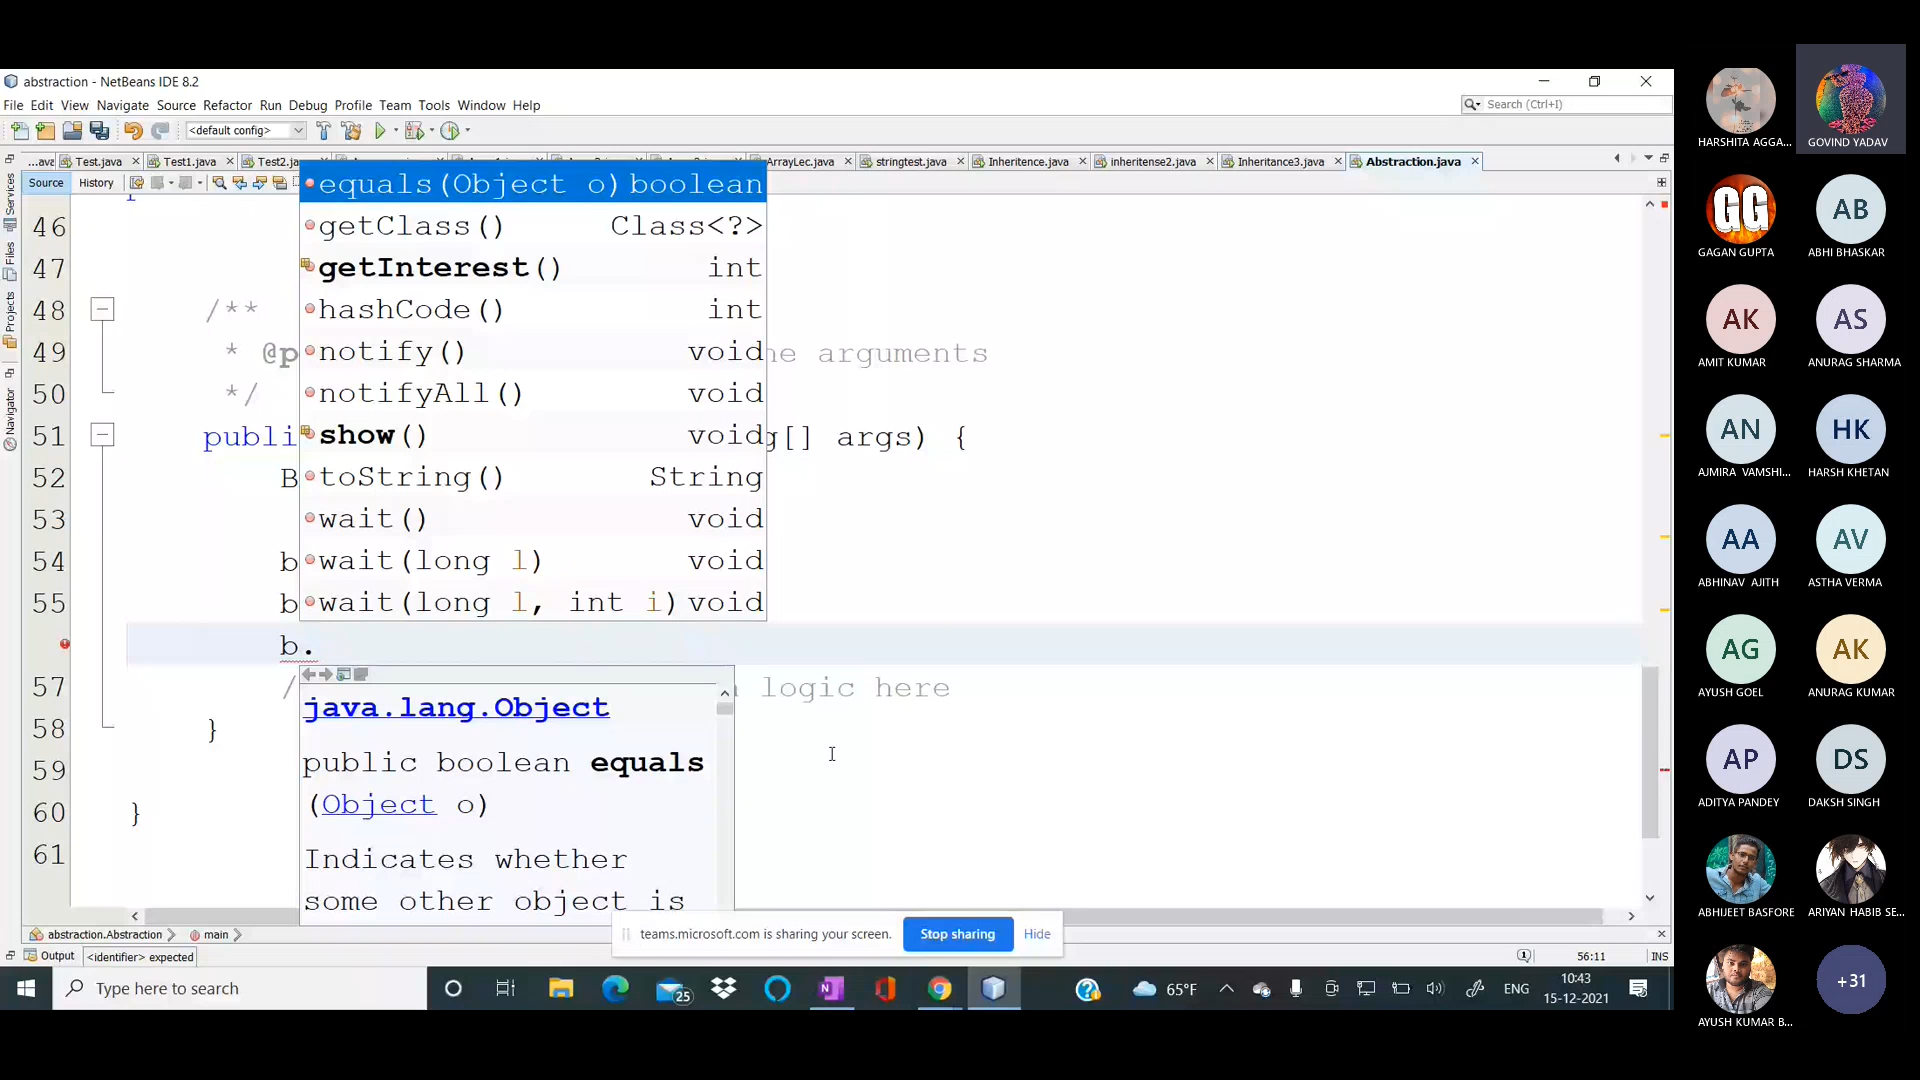 abstraction - NetBeans IDE 8.2
File Edit View Navigate Source Refactor Run Debug Profile Team Tools Window Help
Search (Ctrl+I)
<default config>
...ava Test.java Test1.java Test2.ja ArrayLec.java stringtest.java Inheritence.java inheritense2.java Inheritance3.java Abstraction.java
Source History
Services
Files
Projects
Navigator
equals(Object o) boolean
46 getClass() Class<?>
47 getInterest() int
48 /** hashCode() int
49 * @p notify() void he arguments
50 */ notifyAll() void
51 publi show() void g[] args) {
52 B toString() String
53 wait() void
54 b wait(long l) void
55 b wait(long l, int i) void
b.
57 / logic here
java.lang.Object
58 }
59 public boolean equals
60 } (Object o)
61 Indicates whether
some other object is
abstraction.Abstraction main
Output <identifier> expected
56:11 INS
teams.microsoft.com is sharing your screen. Stop sharing Hide
Type here to search
25
65°F
ENG
10:43
15-12-2021
HARSHITA AGGA...
GOVIND YADAV
GG
GAGAN GUPTA
AB
ABHI BHASKAR
AK
AMIT KUMAR
AS
ANURAG SHARMA
AN
AJMIRA VAMSHI...
HK
HARSH KHETAN
AA
ABHINAV AJITH
AV
ASTHA VERMA
AG
AYUSH GOEL
AK
ANURAG KUMAR
AP
ADITYA PANDEY
DS
DAKSH SINGH
ABHIJEET BASFORE
ARIYAN HABIB SE...
AYUSH KUMAR B...
+31